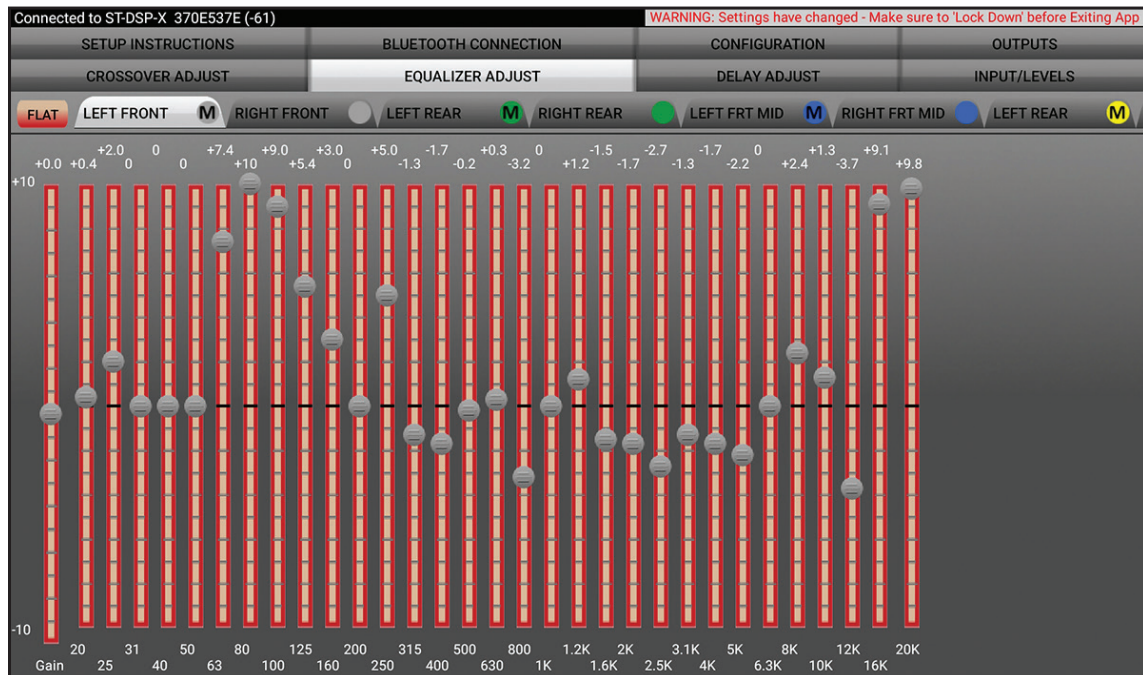 Connected to ST-DSP-X 370E537E (-61) WARNING: Settings have changed - Make sure to 'Lock Down' before Exiting App
SETUP INSTRUCTIONS BLUETOOTH CONNECTION CONFIGURATION OUTPUTS
CROSSOVER ADJUST EQUALIZER ADJUST DELAY ADJUST INPUT/LEVELS
FLAT LEFT FRONT M RIGHT FRONT LEFT REAR M RIGHT REAR LEFT FRT MID M RIGHT FRT MID LEFT REAR M
+2.0 0 +7.4 +9.0 +3.0 +5.0 -1.7 +0.3 0 -1.5 -2.7 -1.7 0 +1.3 +9.1
+0.0 +0.4 0 0 +10 +5.4 0 -1.3 -0.2 -3.2 +1.2 -1.7 -1.3 -2.2 +2.4 -3.7 +9.8
+10
-10
20 31 50 80 125 200 315 500 800 1.2K 2K 3.1K 5K 8K 12K 20K
Gain 25 40 63 100 160 250 400 630 1K 1.6K 2.5K 4K 6.3K 10K 16K